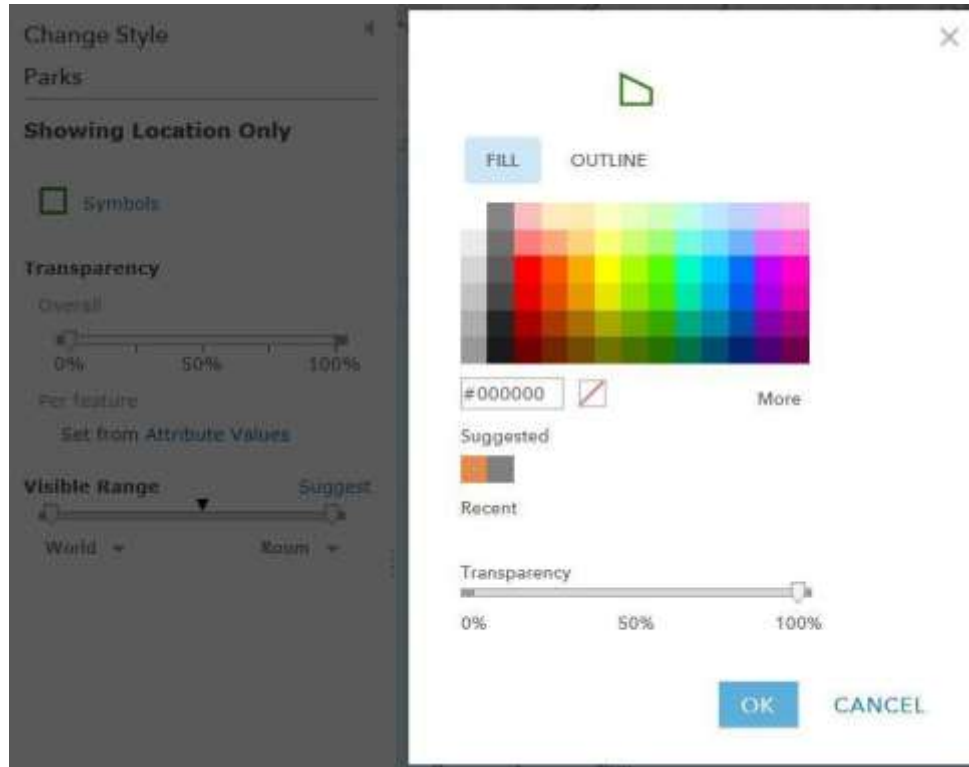 Change Style
Parks
Showing Location Only
Symbols
Transparency
Overall
0% 50% 100%
Per feature
Set from Attribute Values
Visible Range Suggest
World Room
FILL OUTLINE
#000000 More
Suggested
Recent
Transparency
0% 50% 100%
OK CANCEL